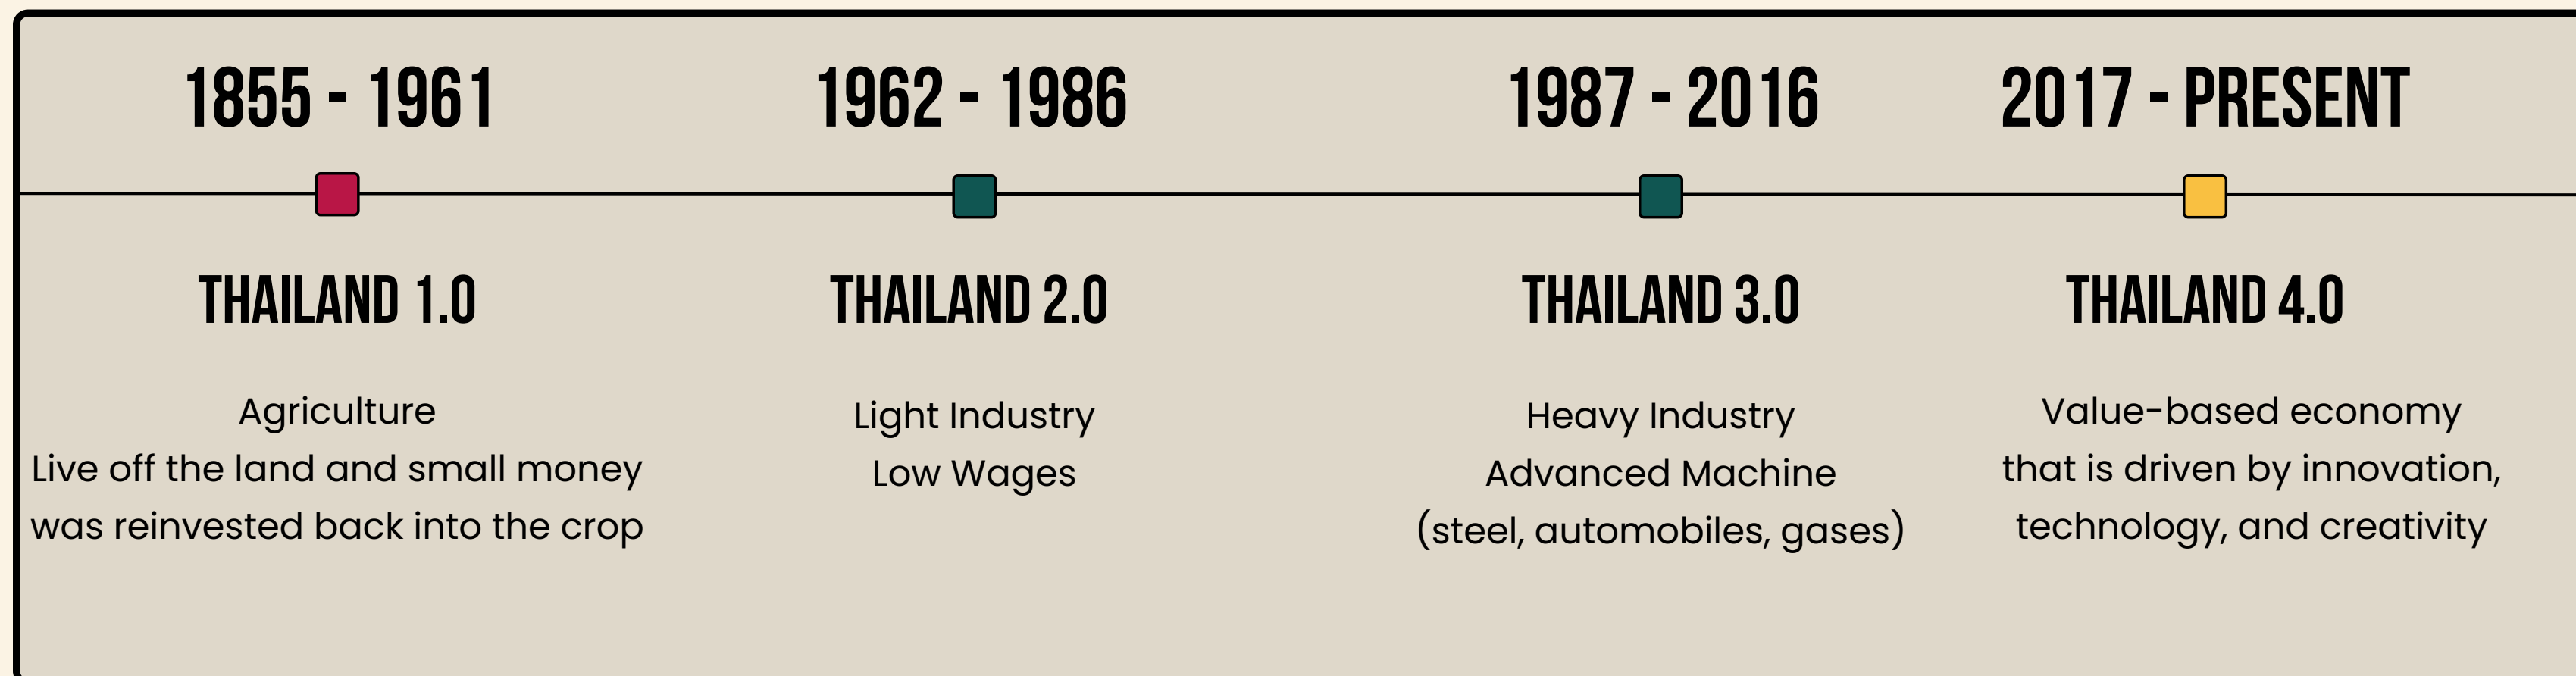 1855 - 1961
THAILAND 1.0
Agriculture
Live off the land and small money
was reinvested back into the crop
1962 - 1986
THAILAND 2.0
Light Industry
Low Wages
1987 - 2016
THAILAND 3.0
Heavy Industry
Advanced Machine
(steel, automobiles, gases)
2017 - PRESENT
THAILAND 4.0
Value-based economy
that is driven by innovation,
technology, and creativity